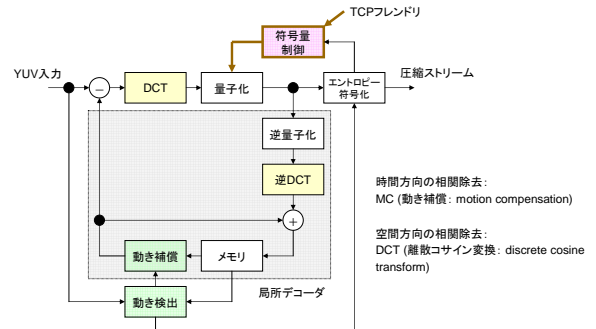 TCPフレンドリ
符号量
制御
YUV入力
−
DCT
量子化
エントロピー
符号化
圧縮ストリーム
逆量子化
逆DCT
+
動き補償
メモリ
局所デコーダ
動き検出
時間方向の相関除去：
MC (動き補償： motion compensation)
空間方向の相関除去：
DCT (離散コサイン変換： discrete cosine
transform)